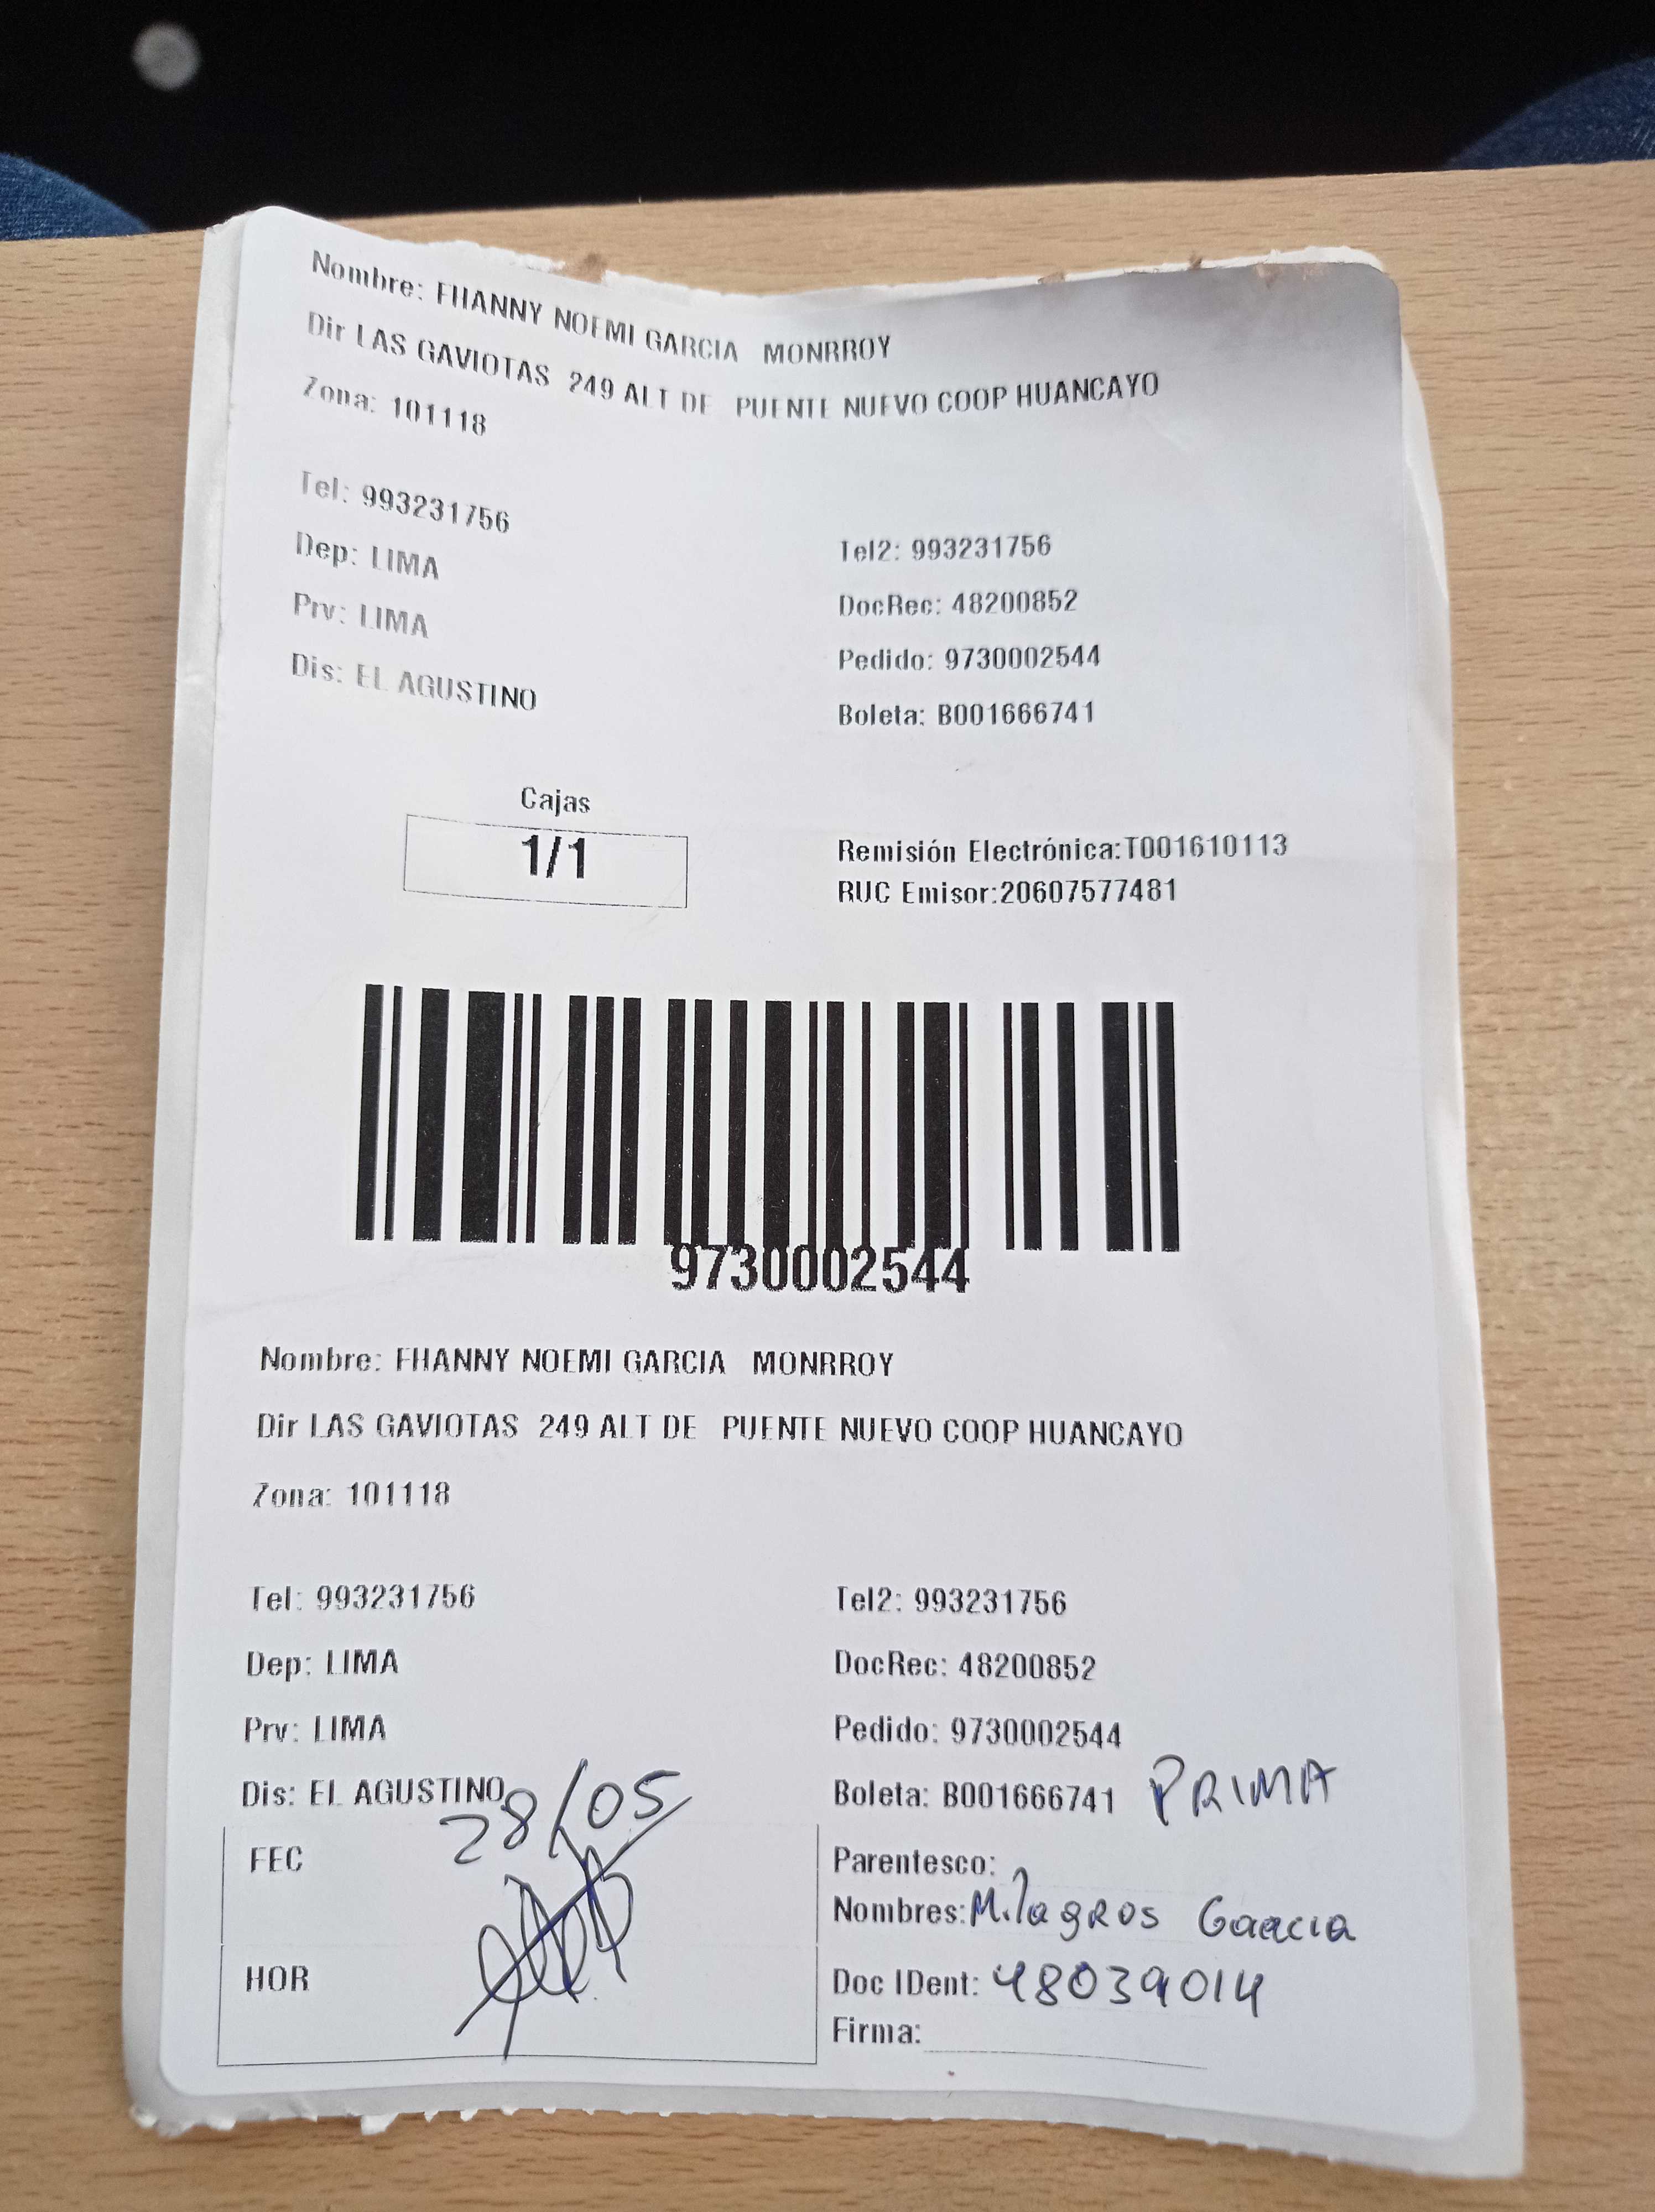 Nombre: FHANNY NOEMI GARCIA MONRROY
Dir LAS GAVIOTAS 249 ALT DE PUENTE NUEVO COOP HUANCAYO
Zona: 101118
Tel: 993231756
Tel2: 993231756
Dep: LIMA
DocRec: 48200852
Prv: LIMA
Pedido: 9730002544
Dis: EL AGUSTINO
Boleta: B001666741
Cajas
1/1
Remisión Electrónica:T001610113
RUC Emisor:20607577481
9730002544
Nombre: FHANNY NOEMI GARCIA MONRROY
Dir LAS GAVIOTAS 249 ALT DE PUENTE NUEVO COOP HUANCAYO
Zona: 101118
Tel: 993231756
Tel2: 993231756
Dep: LIMA
DocRec: 48200852
Prv: LIMA
Pedido: 9730002544
Dis: EL AGUSTINO
Boleta: B001666741 PRIMA
FEC 28/05
Parentesco:
Nombres: Milagros Garcia
HOR
Doc IDent: 48039014
Firma: